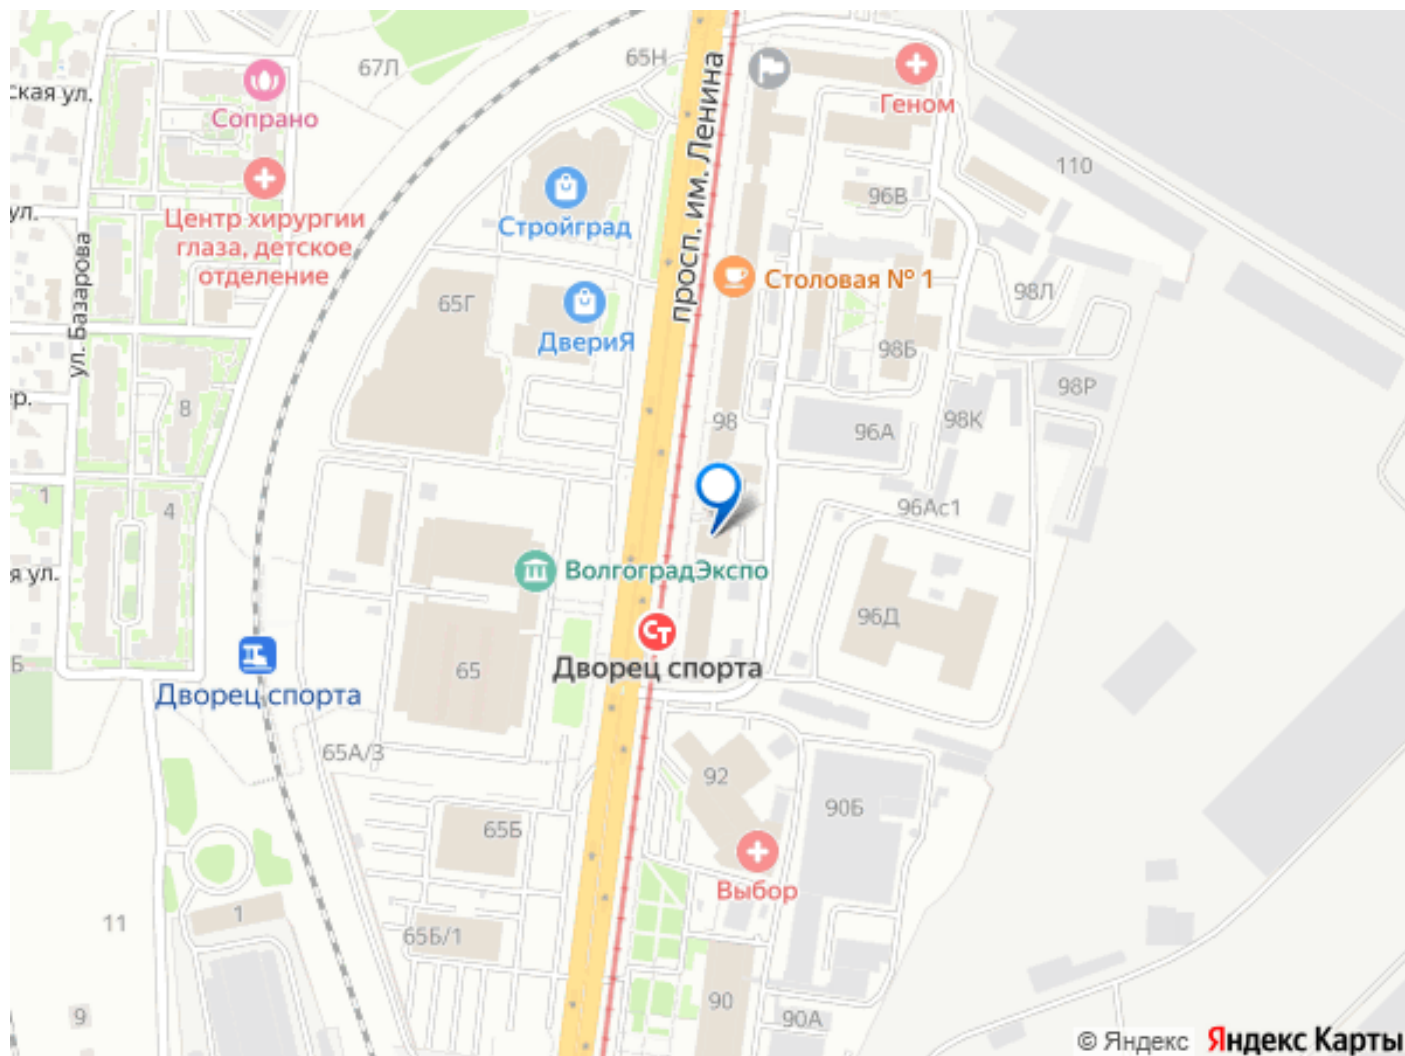 67Л
65Н
ская ул.
Сопрано
Геном
просп. им. Ленина
110
96В
ул.
Центр хирургии
глаза, детское
отделение
Стройград
ул. Базарова
Столовая № 1
98Л
65Г
ДвериЯ
98Б
98Р
р.
8
98
96А
98К
1
4
96Ас1
я ул.
ВолгоградЭкспо
96Д
Б
65
Дворец спорта
Дворец спорта
65А/3
92
90Б
65Б
Выбор
11
1
65Б/1
90
9
90А
© Яндекс
Яндекс Карты